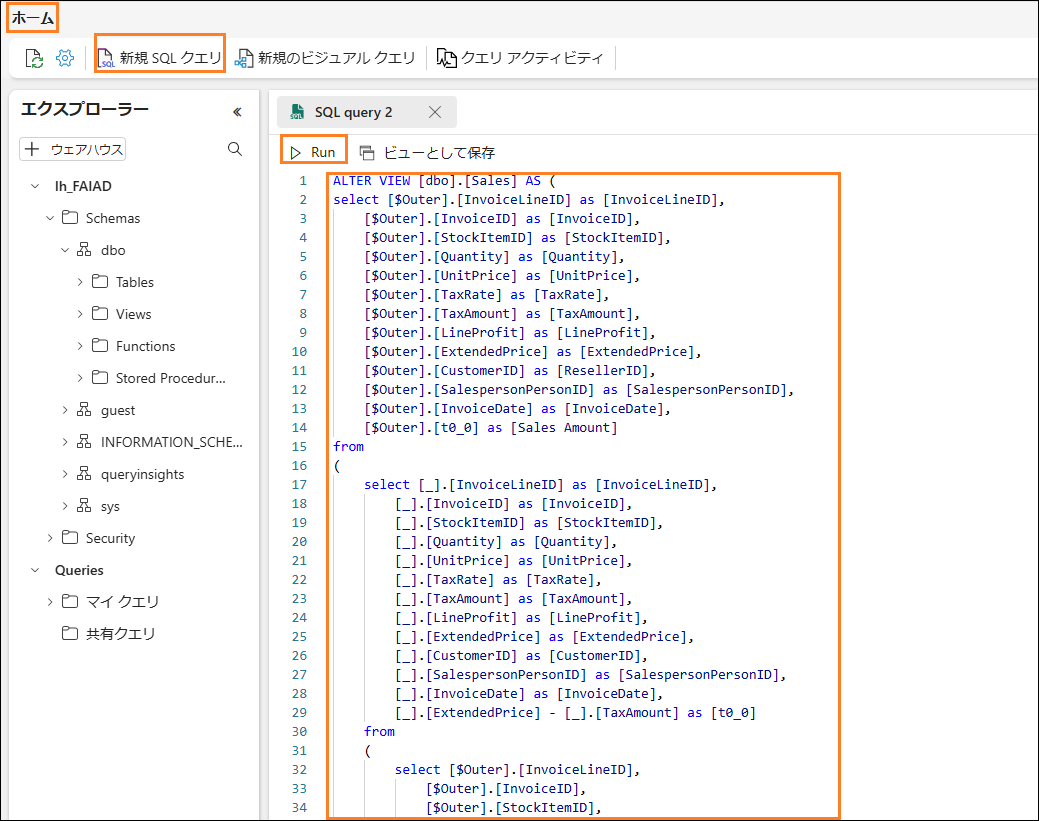 ホーム
新規 SQL クエリ
新規のビジュアル クエリ
クエリ アクティビティ
エクスプローラー
«
+ ウェアハウス
lh_FAIAD
Schemas
dbo
Tables
Views
Functions
Stored Procedur...
guest
INFORMATION_SCHE...
queryinsights
sys
Security
Queries
マイ クエリ
共有クエリ
SQL query 2
Run
ビューとして保存
1 ALTER VIEW [dbo].[Sales] AS (
2 select [$Outer].[InvoiceLineID] as [InvoiceLineID],
3 [$Outer].[InvoiceID] as [InvoiceID],
4 [$Outer].[StockItemID] as [StockItemID],
5 [$Outer].[Quantity] as [Quantity],
6 [$Outer].[UnitPrice] as [UnitPrice],
7 [$Outer].[TaxRate] as [TaxRate],
8 [$Outer].[TaxAmount] as [TaxAmount],
9 [$Outer].[LineProfit] as [LineProfit],
10 [$Outer].[ExtendedPrice] as [ExtendedPrice],
11 [$Outer].[CustomerID] as [ResellerID],
12 [$Outer].[SalespersonPersonID] as [SalespersonPersonID],
13 [$Outer].[InvoiceDate] as [InvoiceDate],
14 [$Outer].[t0_0] as [Sales Amount]
15 from
16 (
17 select [_].[InvoiceLineID] as [InvoiceLineID],
18 [_].[InvoiceID] as [InvoiceID],
19 [_].[StockItemID] as [StockItemID],
20 [_].[Quantity] as [Quantity],
21 [_].[UnitPrice] as [UnitPrice],
22 [_].[TaxRate] as [TaxRate],
23 [_].[TaxAmount] as [TaxAmount],
24 [_].[LineProfit] as [LineProfit],
25 [_].[ExtendedPrice] as [ExtendedPrice],
26 [_].[CustomerID] as [CustomerID],
27 [_].[SalespersonPersonID] as [SalespersonPersonID],
28 [_].[InvoiceDate] as [InvoiceDate],
29 [_].[ExtendedPrice] - [_].[TaxAmount] as [t0_0]
30 from
31 (
32 select [$Outer].[InvoiceLineID],
33 [$Outer].[InvoiceID],
34 [$Outer].[StockItemID],